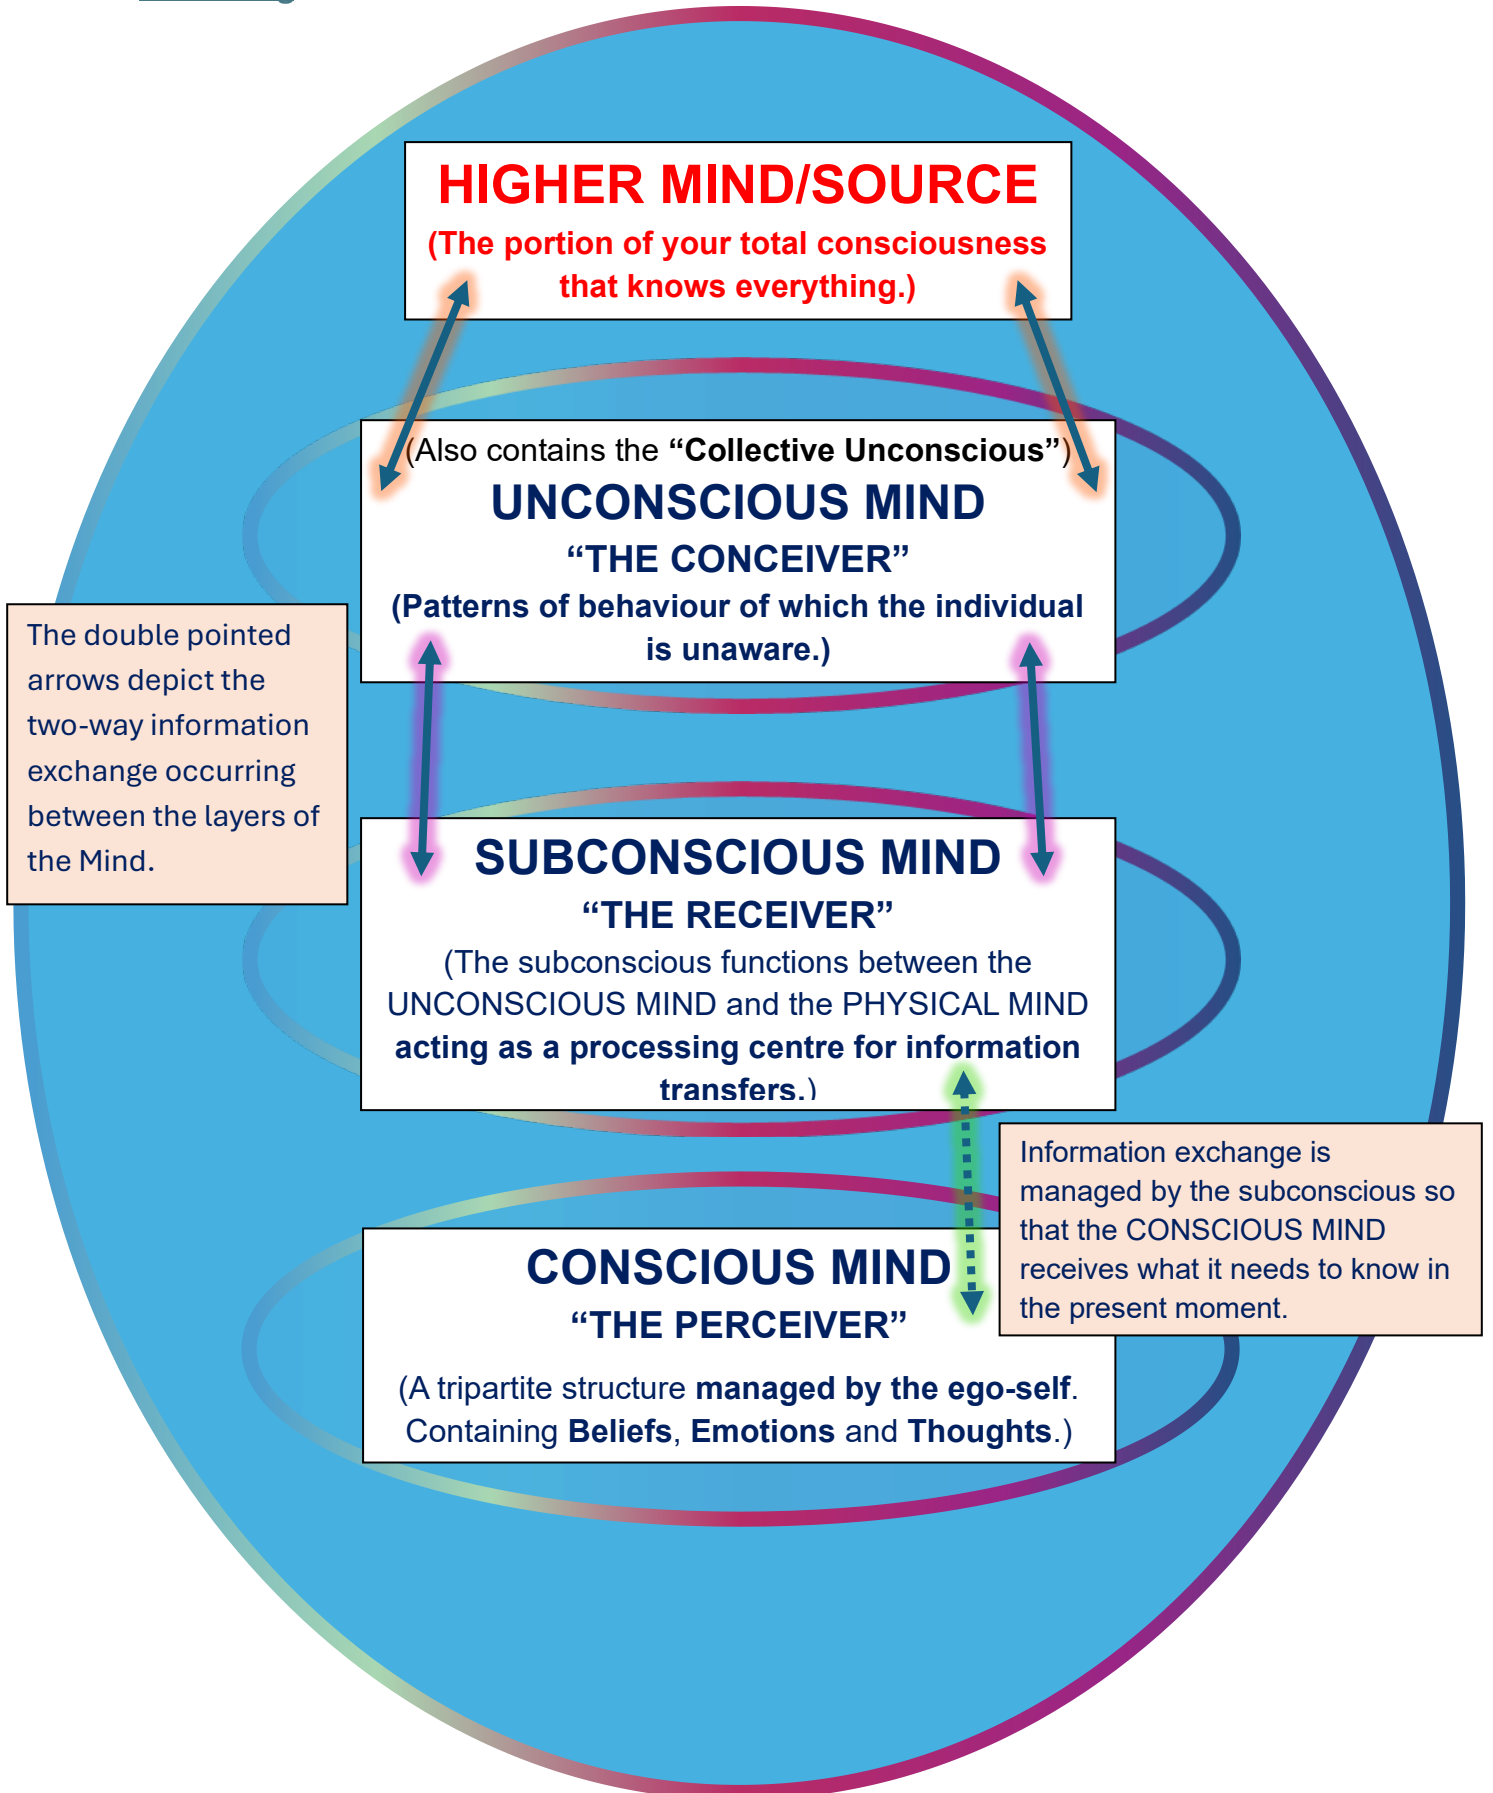 HIGHER MIND/SOURCE
(The portion of your total consciousness
that knows everything.)
(Also contains the “Collective Unconscious”)
UNCONSCIOUS MIND
“THE CONCEIVER”
(Patterns of behaviour of which the individual
is unaware.)
The double pointed
arrows depict the
two-way information
exchange occurring
between the layers of
the Mind.
SUBCONSCIOUS MIND
“THE RECEIVER”
(The subconscious functions between the
UNCONSCIOUS MIND and the PHYSICAL MIND
acting as a processing centre for information
transfers.)
Information exchange is
managed by the subconscious so
that the CONSCIOUS MIND
receives what it needs to know in
the present moment.
CONSCIOUS MIND
“THE PERCEIVER”
(A tripartite structure managed by the ego-self.
Containing Beliefs, Emotions and Thoughts.)